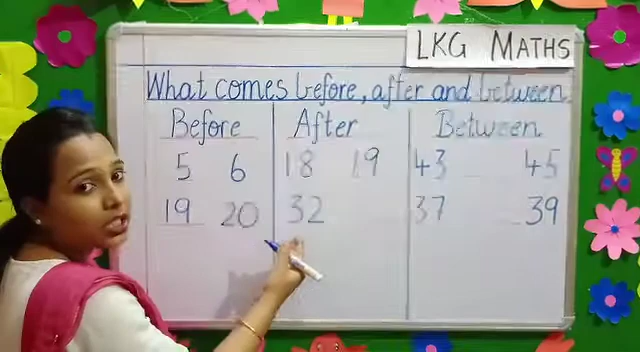 LKG MATHS
What comes before, after and between
Before After Between
5 6 18 19 43 45
19 20 32 37 39